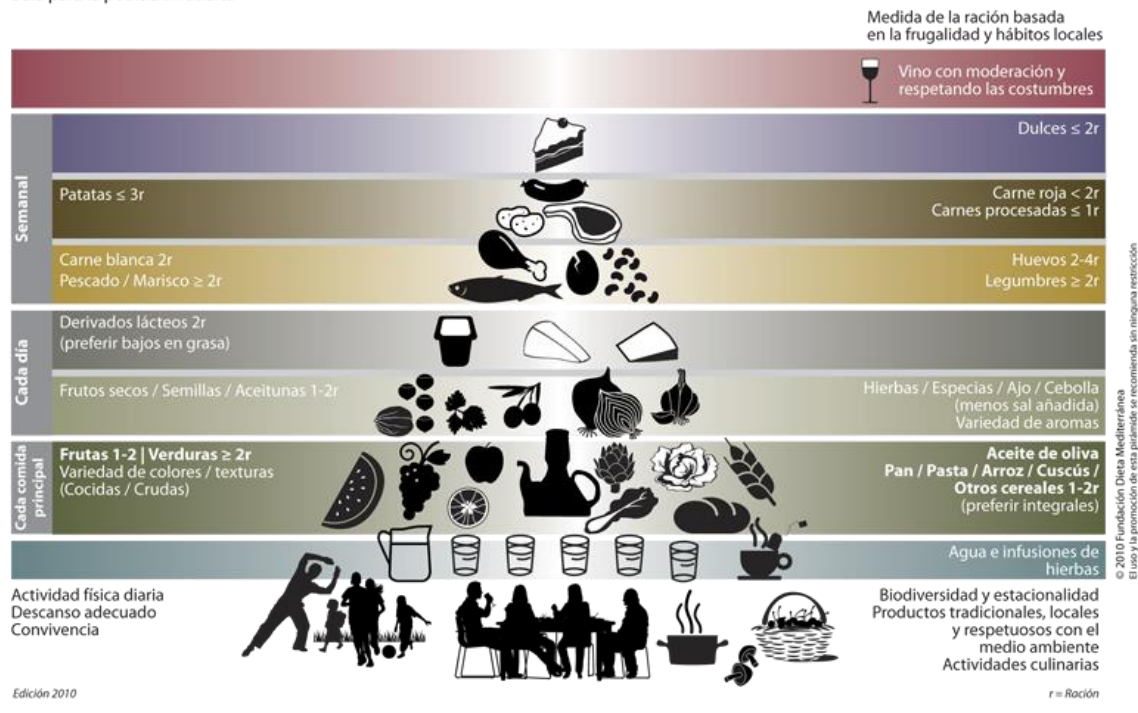 Medida de la ración basada
en la frugalidad y hábitos locales
Vino con moderación y
respetando las costumbres
Semanal
Dulces ≤ 2r
Patatas ≤ 3r
Carne roja < 2r
Carnes procesadas ≤ 1r
Carne blanca 2r
Pescado / Marisco ≥ 2r
Huevos 2-4r
Legumbres ≥ 2r
Cada día
Derivados lácteos 2r
(preferir bajos en grasa)
Frutos secos / Semillas / Aceitunas 1-2r
Hierbas / Especias / Ajo / Cebolla
(menos sal añadida)
Variedad de aromas
Cada comida
principal
Frutas 1-2 | Verduras ≥ 2r
Variedad de colores / texturas
(Cocidas / Crudas)
Aceite de oliva
Pan / Pasta / Arroz / Cuscús /
Otros cereales 1-2r
(preferir integrales)
Agua e infusiones de
hierbas
Actividad física diaria
Descanso adecuado
Convivencia
Biodiversidad y estacionalidad
Productos tradicionales, locales
y respetuosos con el
medio ambiente
Actividades culinarias
Edición 2010
r = Ración
© 2010 Fundación Dieta Mediterránea
El uso y la promoción de esta pirámide se recomienda sin ninguna restricción